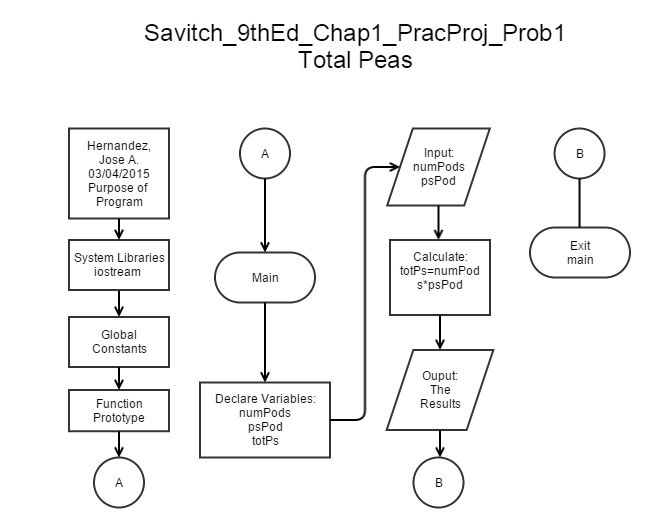 Savitch_9thEd_Chap1_PracProj_Prob1
Total Peas
Hernandez,
Jose A.
03/04/2015
Purpose of
Program
System Libraries
iostream
Global
Constants
Function
Prototype
A
A
Main
Declare Variables:
numPods
psPod
totPs
Input:
numPods
psPod
Calculate:
totPs=numPod
s*psPod
Ouput:
The
Results
B
B
Exit
main